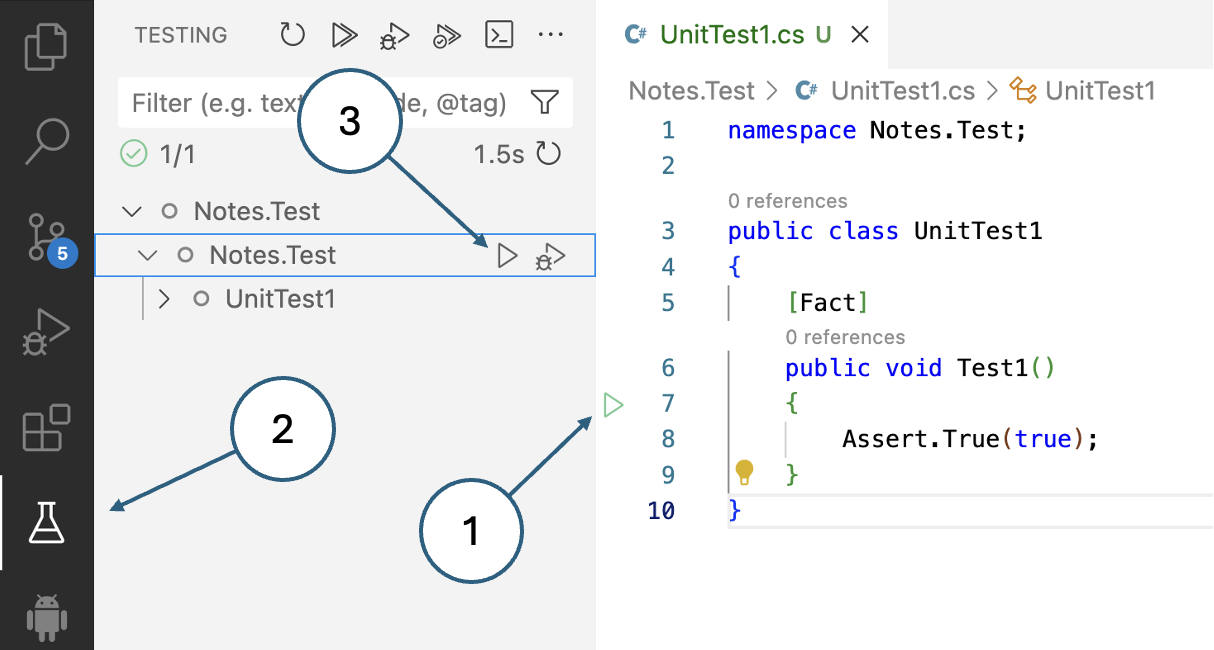 TESTING
Filter (e.g. text de, @tag)
3
1/1
1.5s
Notes.Test
Notes.Test
UnitTest1
5
2
1
C# UnitTest1.cs U
Notes.Test > C# UnitTest1.cs > UnitTest1
1 namespace Notes.Test;
2
0 references
3 public class UnitTest1
4 {
5 [Fact]
0 references
6 public void Test1()
7 {
8 Assert.True(true);
9 }
10 }